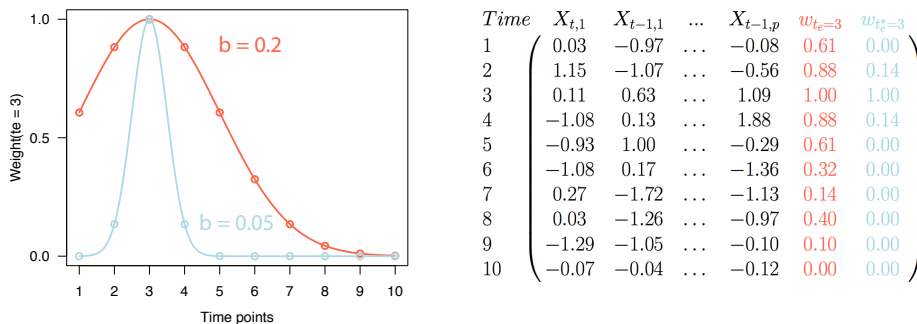 1.0
0.5
0.0
Weight(te = 3)
b = 0.2
b = 0.05
1 2 3 4 5 6 7 8 9 10
Time points
Time X_{t,1} X_{t−1,1} ... X_{t−1,p} w_{t_e=3} w_{t_e^*=3}
1 0.03 −0.97 ... −0.08 0.61 0.00
2 1.15 −1.07 ... −0.56 0.88 0.14
3 0.11 0.63 ... 1.09 1.00 1.00
4 −1.08 0.13 ... 1.88 0.88 0.14
5 −0.93 1.00 ... −0.29 0.61 0.00
6 −1.08 0.17 ... −1.36 0.32 0.00
7 0.27 −1.72 ... −1.13 0.14 0.00
8 0.03 −1.26 ... −0.97 0.40 0.00
9 −1.29 −1.05 ... −0.10 0.10 0.00
10 −0.07 −0.04 ... −0.12 0.00 0.00